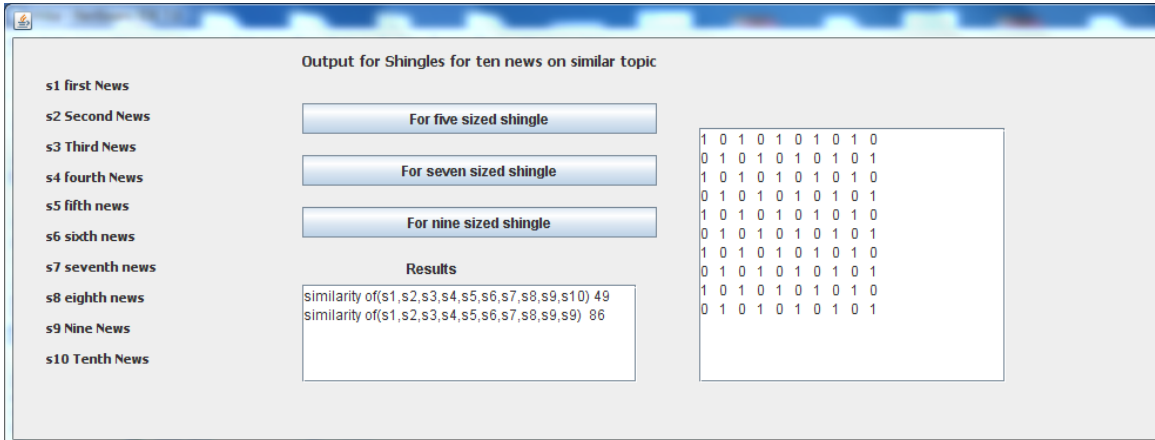 Output for Shingles for ten news on similar topic
s1 first News
s2 Second News
s3 Third News
s4 fourth News
s5 fifth news
s6 sixth news
s7 seventh news
s8 eighth news
s9 Nine News
s10 Tenth News
For five sized shingle
For seven sized shingle
For nine sized shingle
Results
similarity of(s1,s2,s3,s4,s5,s6,s7,s8,s9,s10) 49
similarity of(s1,s2,s3,s4,s5,s6,s7,s8,s9,s9) 86
1 0 1 0 1 0 1 0 1 0
0 1 0 1 0 1 0 1 0 1
1 0 1 0 1 0 1 0 1 0
0 1 0 1 0 1 0 1 0 1
1 0 1 0 1 0 1 0 1 0
0 1 0 1 0 1 0 1 0 1
1 0 1 0 1 0 1 0 1 0
0 1 0 1 0 1 0 1 0 1
1 0 1 0 1 0 1 0 1 0
0 1 0 1 0 1 0 1 0 1